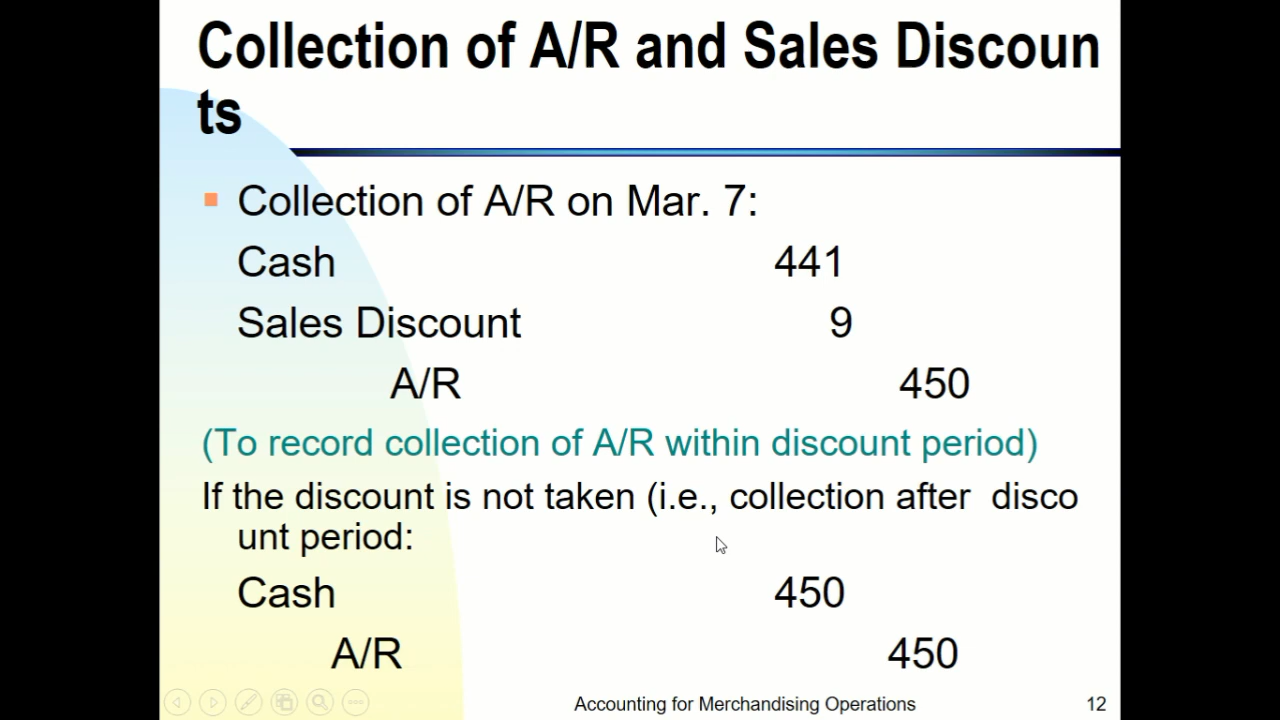 Collection of A/R and Sales Discoun
ts
Collection of A/R on Mar. 7:
Cash 441
Sales Discount 9
A/R 450
(To record collection of A/R within discount period)
If the discount is not taken (i.e., collection after disco
unt period:
Cash 450
A/R 450
Accounting for Merchandising Operations 12